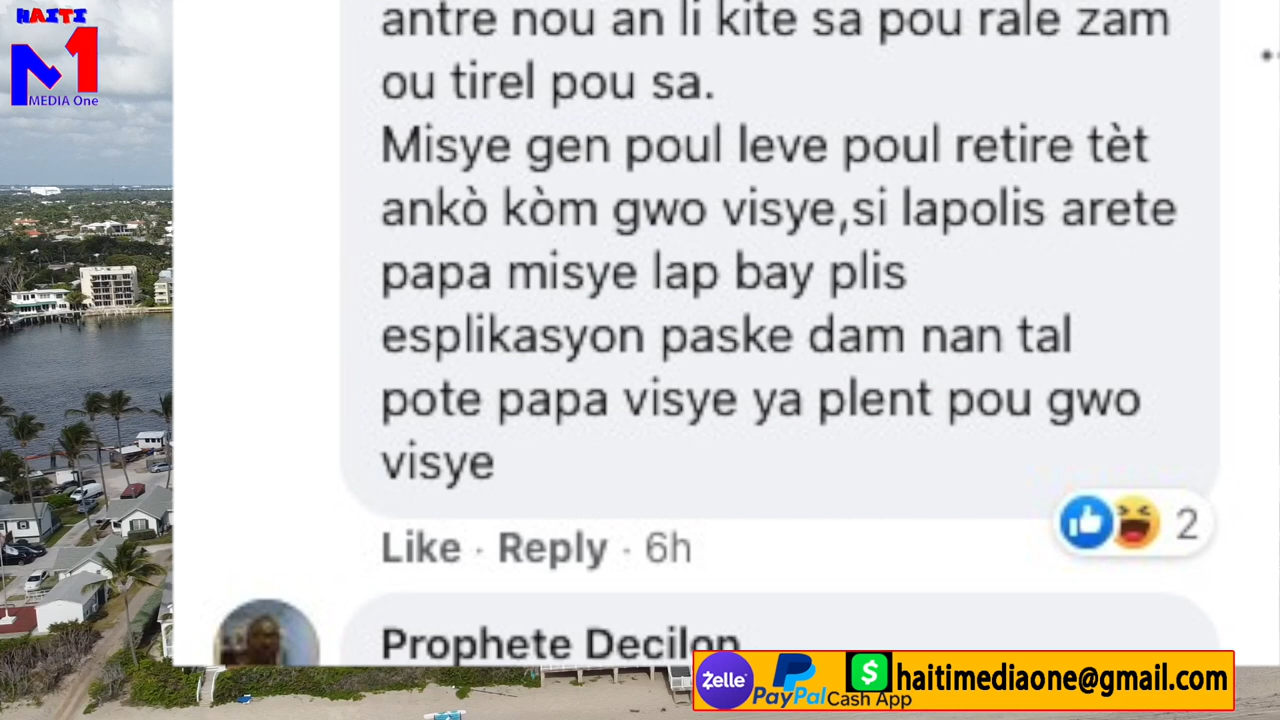 HAITI
MEDIA One
antre nou an li kite sa pou rale zam
ou tirel pou sa.
Misye gen poul leve poul retire tèt
ankò kòm gwo visye,si lapolis arete
papa misye lap bay plis
esplikasyon paske dam nan tal
pote papa visye ya plent pou gwo
visye
2
Like · Reply · 6h
Prophete Decilon
Zelle PayPal $ Cash App haitimediaone@gmail.com